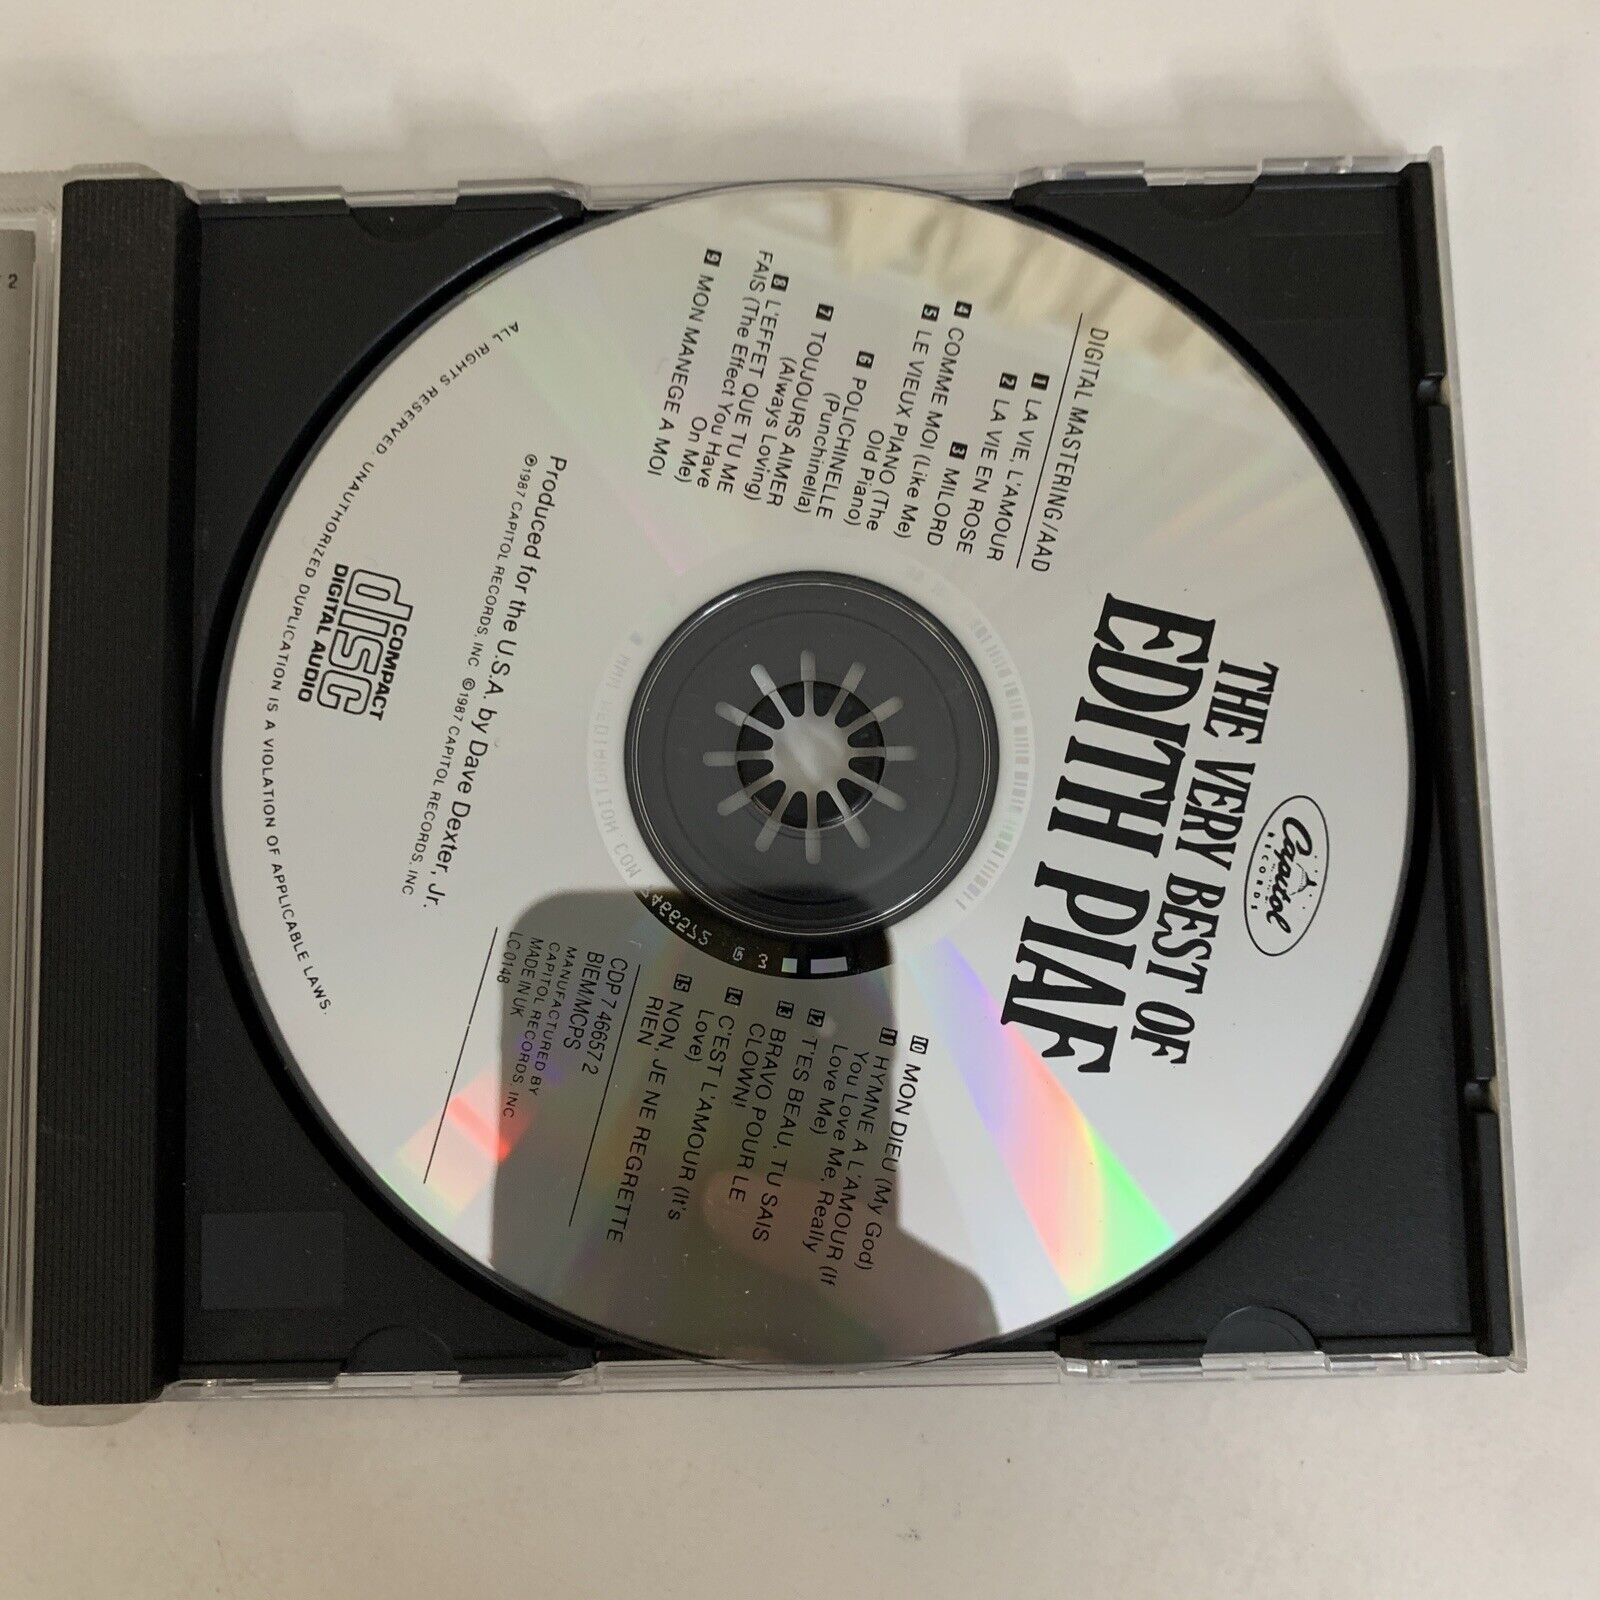 Capitol
RECORDS
THE VERY BEST OF
EDITH PIAF
DIGITAL MASTERING/AAD
1 LA VIE, L'AMOUR
2 LA VIE EN ROSE
3 MILORD
4 COMME MOI (Like Me)
5 LE VIEUX PIANO (The
Old Piano)
6 POLICHINELLE
(Punchinella)
7 TOUJOURS AIMER
(Always Loving)
8 L'EFFET QUE TU ME
FAIS (The Effect You Have
On Me)
9 MON MANEGE A MOI
10 MON DIEU (My God)
11 HYMNE A L'AMOUR (If
You Love Me, Really
Love Me)
12 T'ES BEAU, TU SAIS
13 BRAVO POUR LE
CLOWN!
14 C'EST L'AMOUR (It's
Love)
15 NON, JE NE REGRETTE
RIEN
CDP 7 46657 2
BIEM/MCPS
MANUFACTURED BY
CAPITOL RECORDS, INC
MADE IN UK
LC0148
Produced for the U.S.A. by Dave Dexter, Jr.
℗1987 CAPITOL RECORDS, INC ©1987 CAPITOL RECORDS, INC
COMPACT
disc
DIGITAL AUDIO
ALL RIGHTS RESERVED. UNAUTHORIZED DUPLICATION IS A VIOLATION OF APPLICABLE LAWS.
2